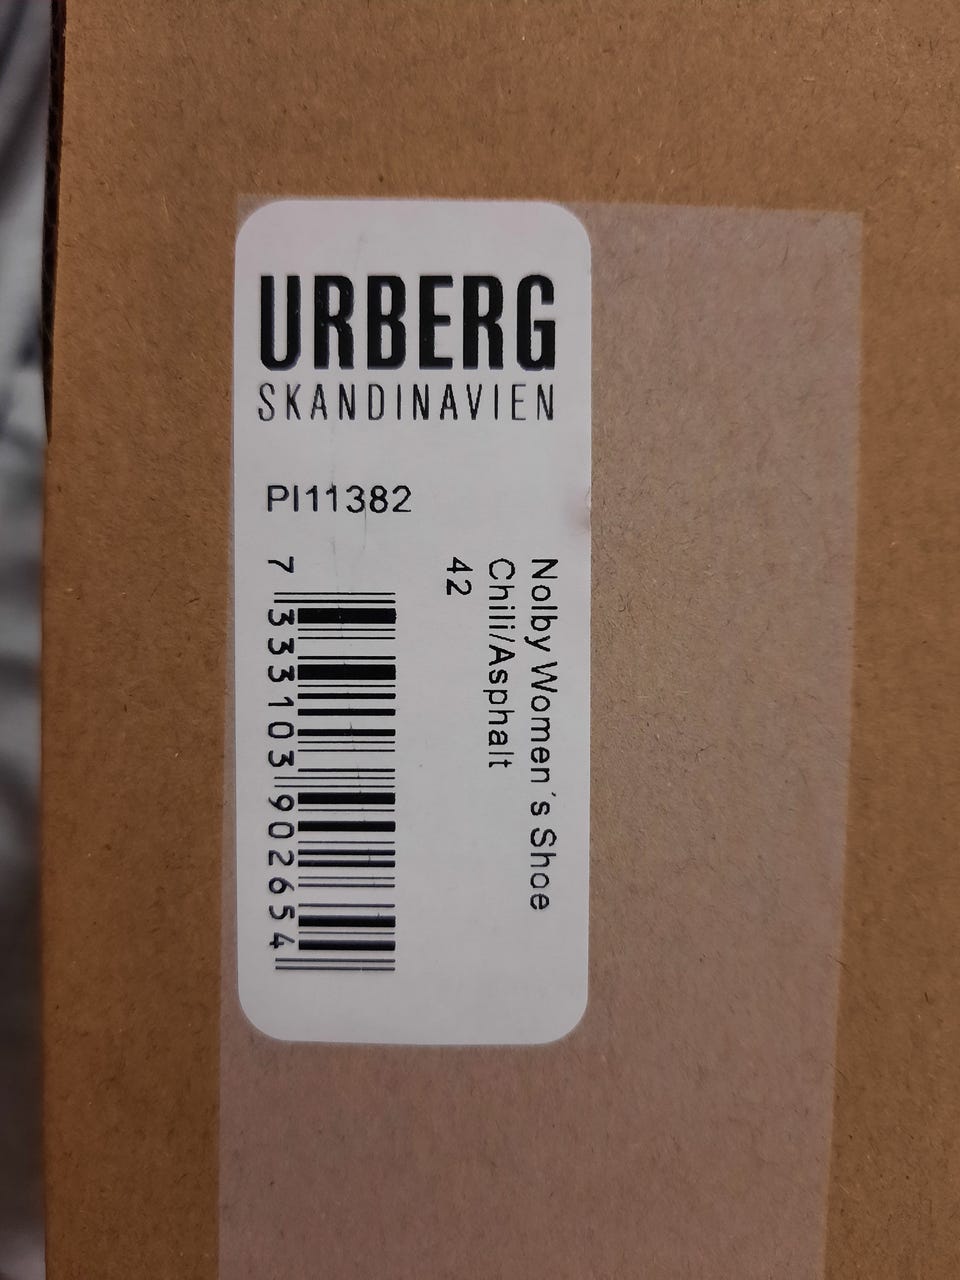 URBERG
SKANDINAVIEN
PI11382
Nolby Women´s Shoe
Chili/Asphalt
42
7 333103 902654